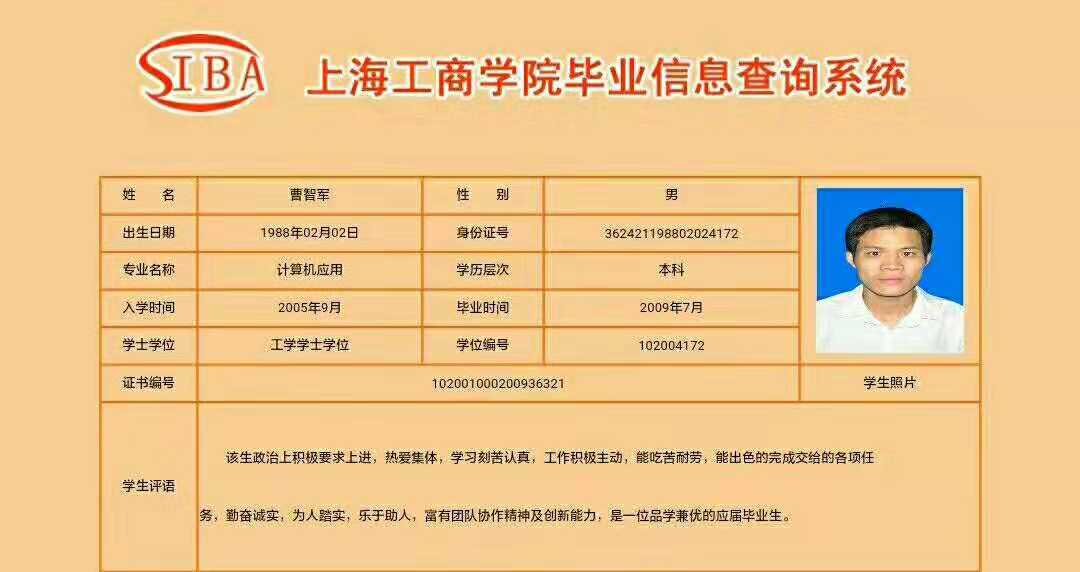 SIBA 上海工商学院毕业信息查询系统
姓 名 曹智军 性 别 男
出生日期 1988年02月02日 身份证号 362421198802024172
专业名称 计算机应用 学历层次 本科
入学时间 2005年9月 毕业时间 2009年7月
学士学位 工学学士学位 学位编号 102004172
证书编号 102001000200936321 学生照片
该生政治上积极要求上进，热爱集体，学习刻苦认真，工作积极主动，能吃苦耐劳，能出色的完成交给的各项任
学生评语
务，勤奋诚实，为人踏实，乐于助人，富有团队协作精神及创新能力，是一位品学兼优的应届毕业生。